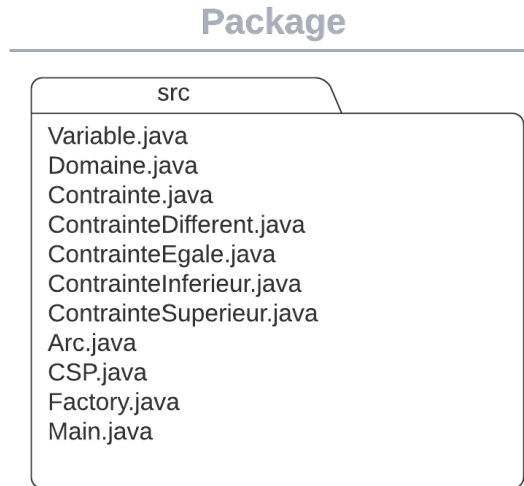 Package
src
Variable.java
Domaine.java
Contrainte.java
ContrainteDifferent.java
ContrainteEgale.java
ContrainteInferieur.java
ContrainteSuperieur.java
Arc.java
CSP.java
Factory.java
Main.java